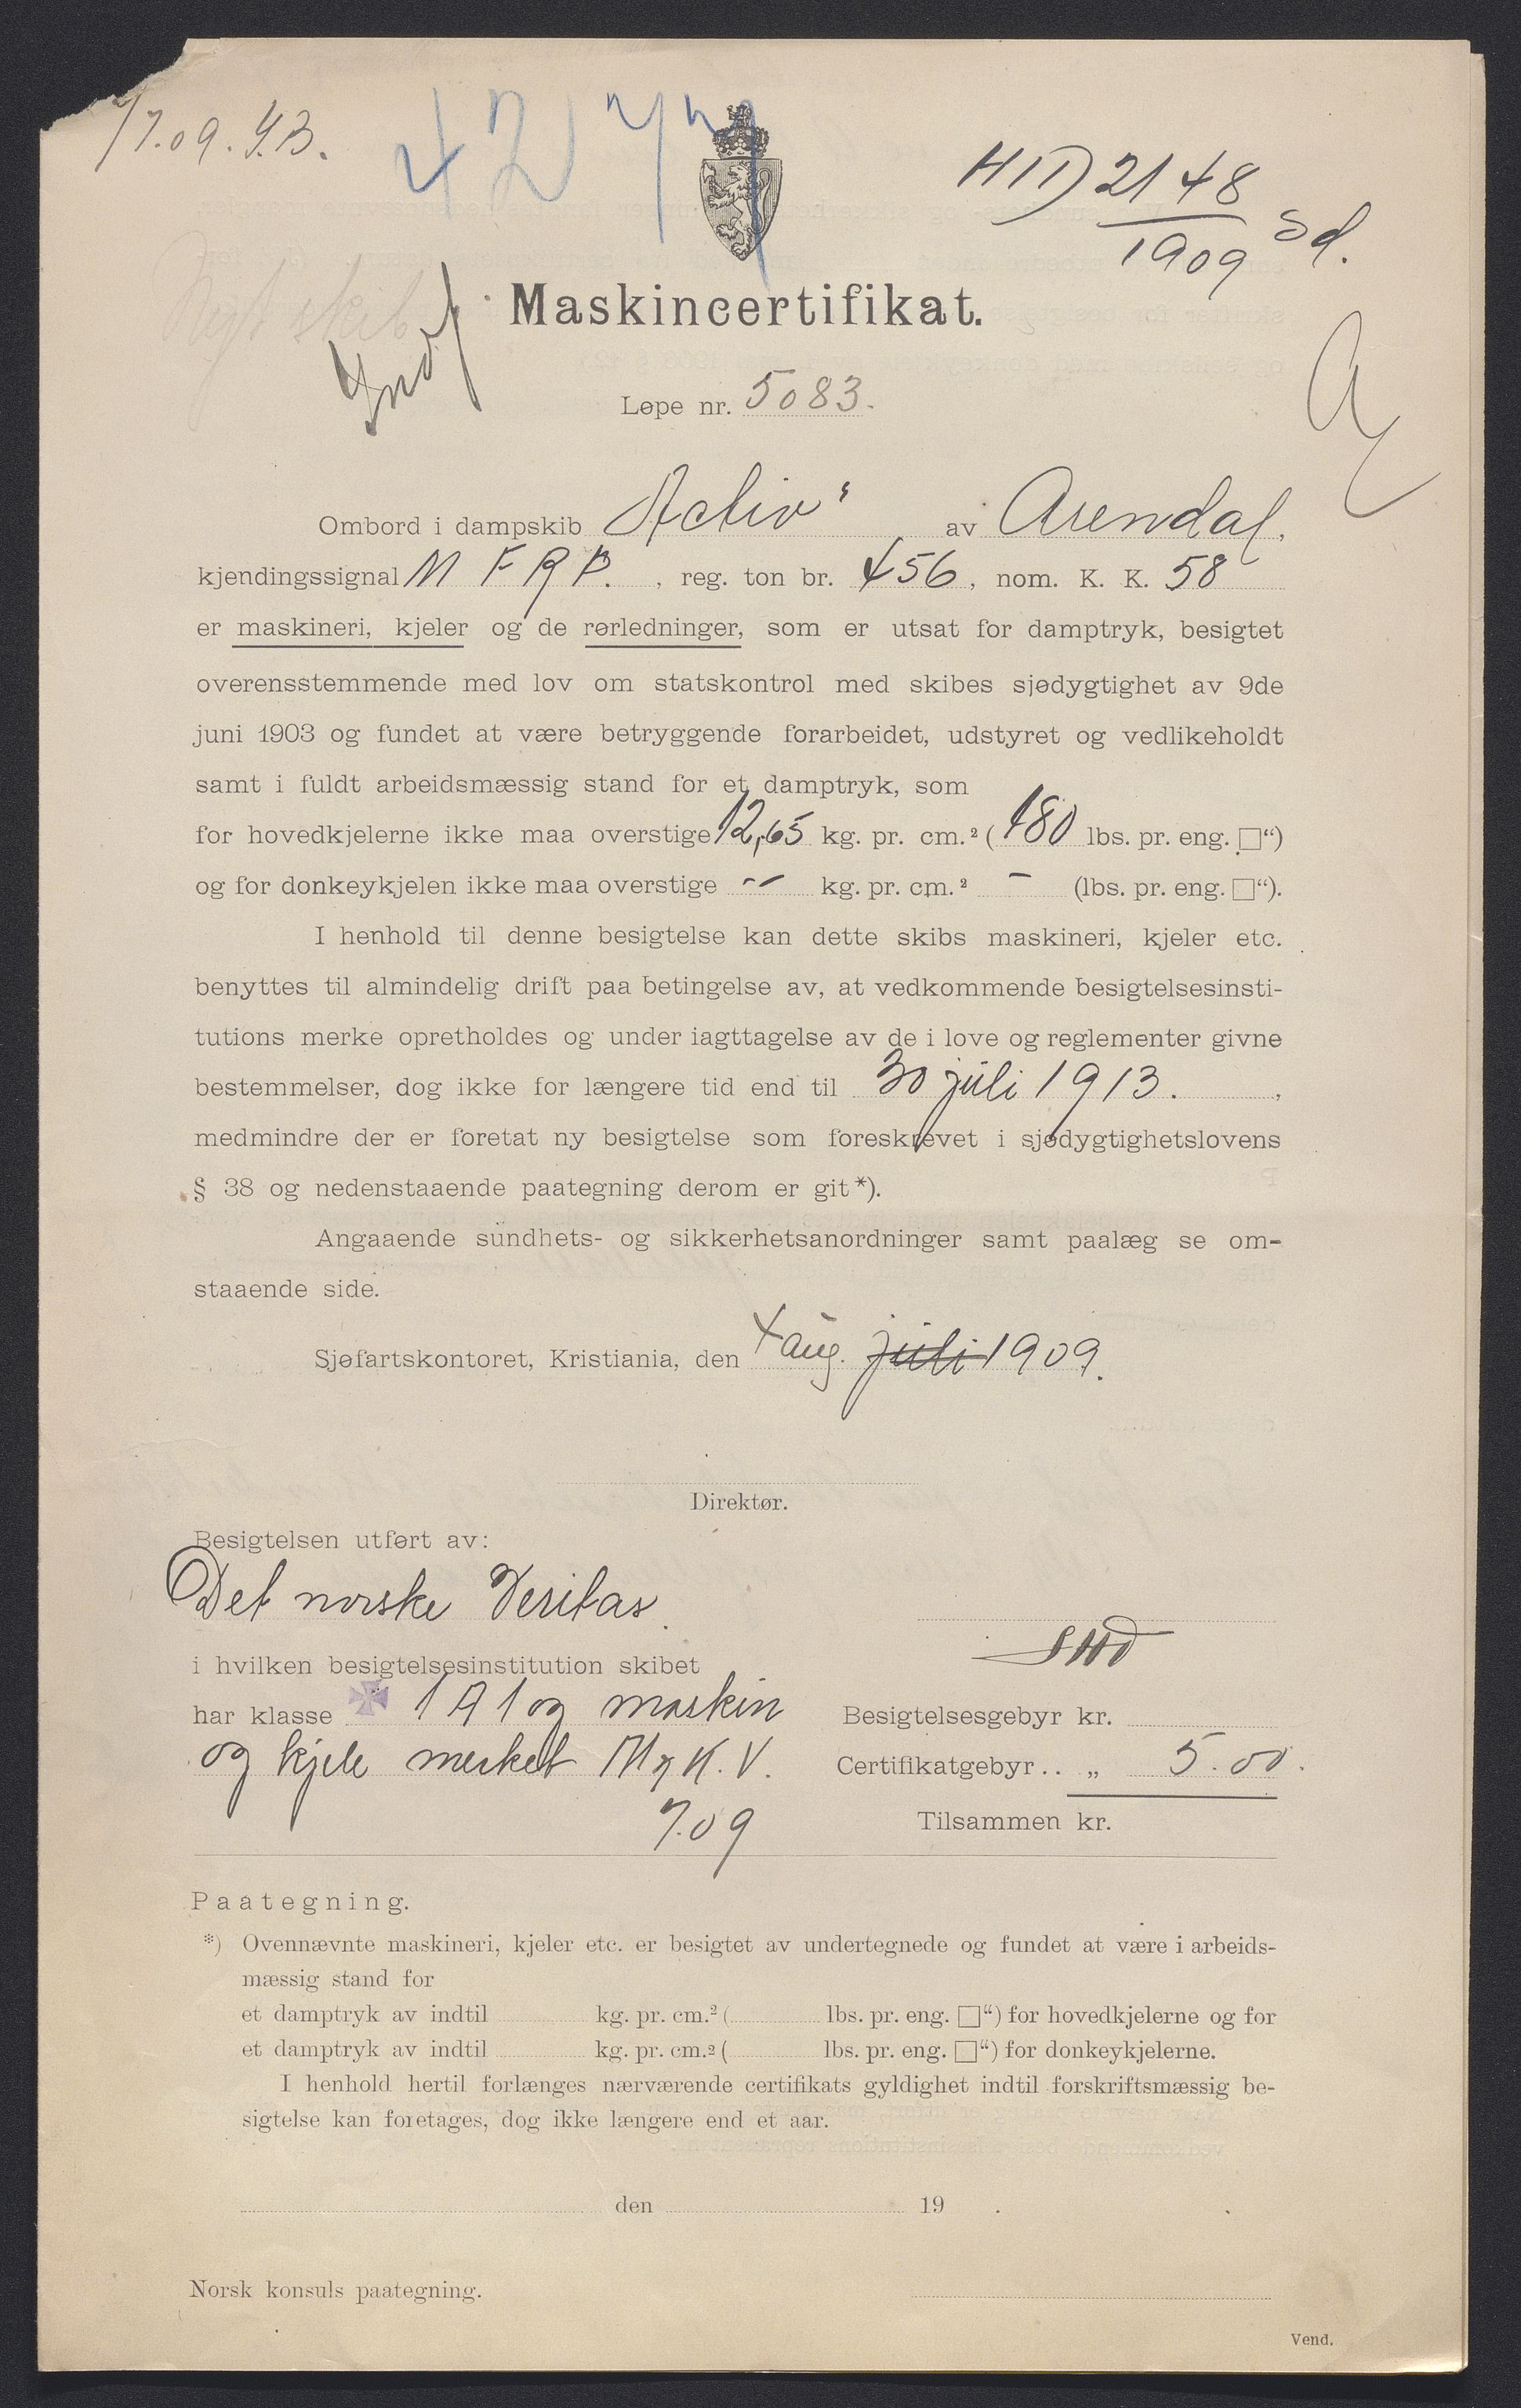 /7.09. Y.B.
42
HII) 2148
1909
Sd.
Nyt skib
Indf
Maskincertifikat.
Løpe nr. 5083.
Ombord i dampskib Activ" av Arendal,
kjendingssignal M F R P. , reg. ton br. 456, nom. K. K. 58
er maskineri, kjeler og de rørledninger, som er utsat for damptryk, besigtet
overensstemmende med lov om statskontrol med skibes sjødygtighet av 9de
juni 1903 og fundet at være betryggende forarbeidet, udstyret og vedlikeholdt
samt i fuldt arbeidsmæssig stand for et damptryk, som
for hovedkjelerne ikke maa overstige 12,65 kg. pr. cm.² ( 180 lbs. pr. eng. □“)
og for donkeykjelen ikke maa overstige -- kg. pr. cm.² - (lbs. pr. eng. □“).
I henhold til denne besigtelse kan dette skibs maskineri, kjeler etc.
benyttes til almindelig drift paa betingelse av, at vedkommende besigtelsesinsti-
tutions merke opretholdes og under iagttagelse av de i love og reglementer givne
bestemmelser, dog ikke for længere tid end til 30 juli 1913. ,
medmindre der er foretat ny besigtelse som foreskrevet i sjødygtighetslovens
§ 38 og nedenstaaende paategning derom er git*).
Angaaende sundhets- og sikkerhetsanordninger samt paalæg se om-
staaende side.
Sjøfartskontoret, Kristiania, den 4 aug. juli 1909.
Direktør.
Besigtelsen utført av:
Det norske Veritas
i hvilken besigtelsesinstitution skibet
har klasse ✠ 1A1 og maskin
og kjele merket M & K. V.
7.09
Besigtelsesgebyr kr.
Certifikatgebyr.. „ 5.00.
Tilsammen kr.
Paategning.
*) Ovennævnte maskineri, kjeler etc. er besigtet av undertegnede og fundet at være i arbeids-
mæssig stand for
et damptryk av indtil kg. pr. cm.² ( lbs. pr. eng. □“) for hovedkjelerne og for
et damptryk av indtil kg. pr. cm.² ( lbs. pr. eng. □“) for donkeykjelerne.
I henhold hertil forlænges nærværende certifikats gyldighet indtil forskriftsmæssig be-
sigtelse kan foretages, dog ikke længere end et aar.
den 19 .
Norsk konsuls paategning.
Vend.